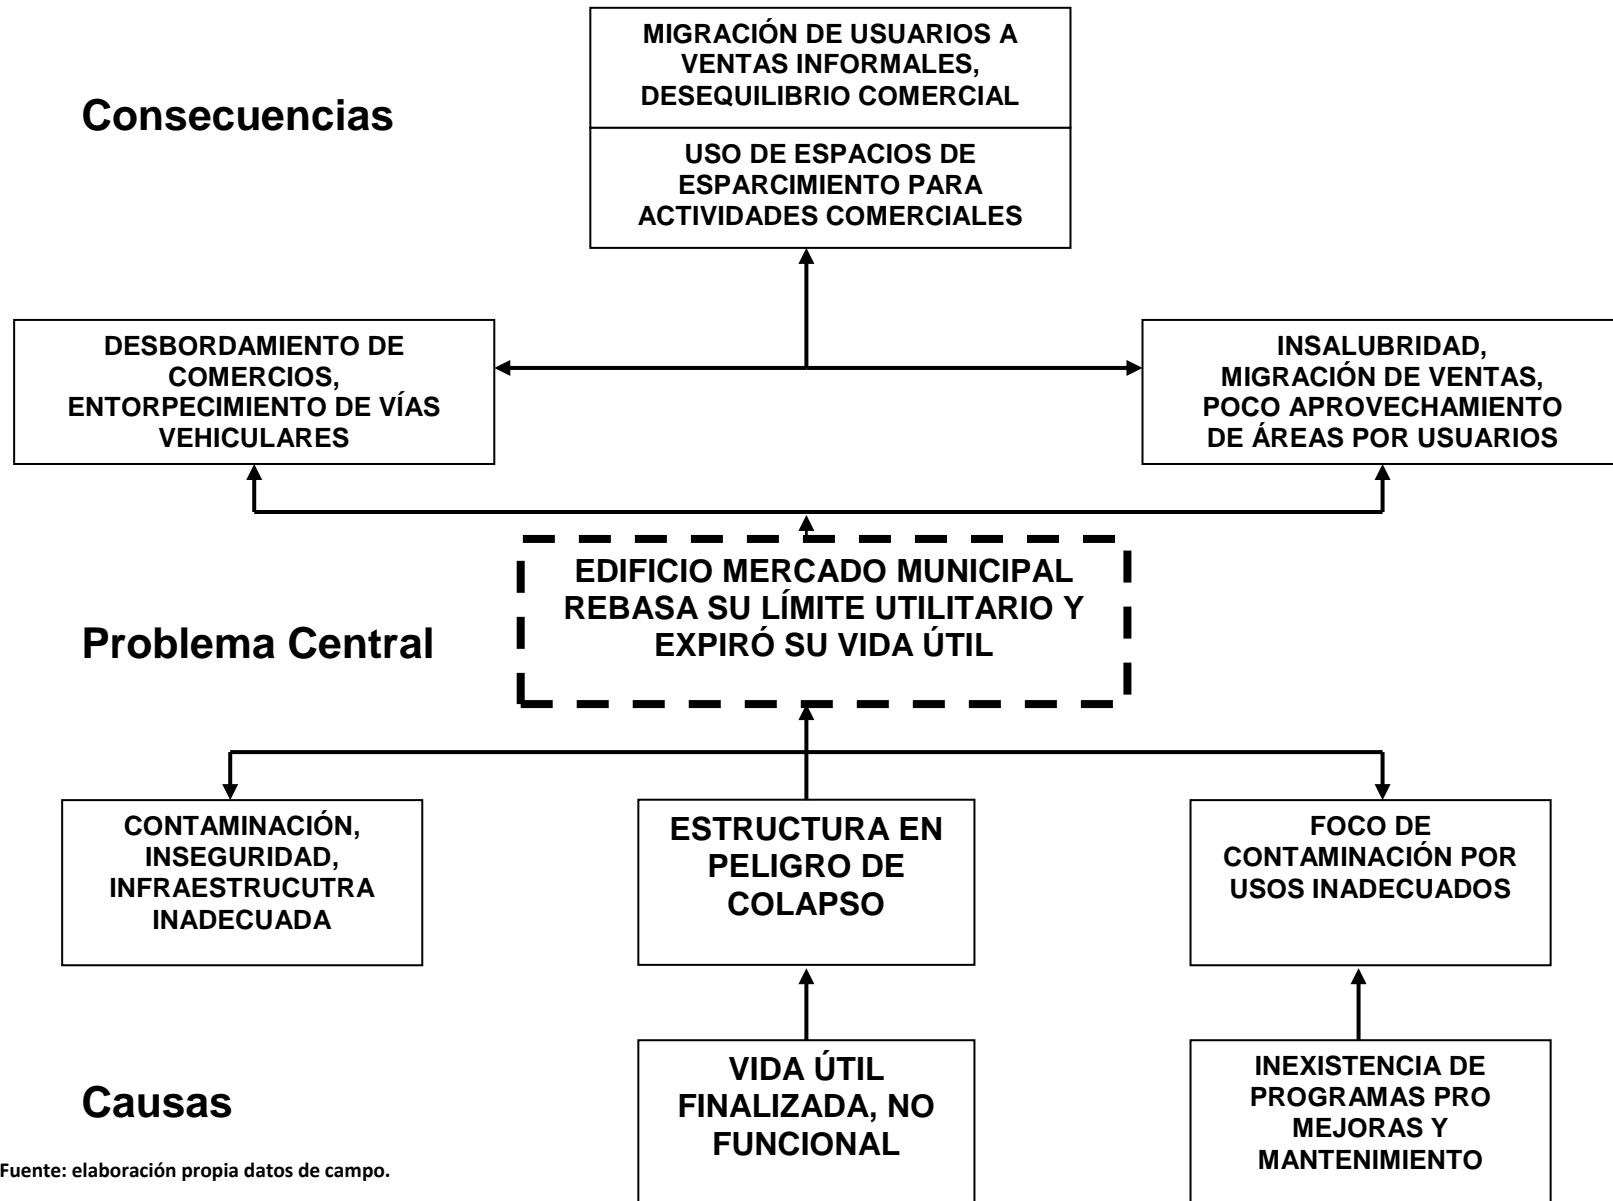 MIGRACIÓN DE USUARIOS A
VENTAS INFORMALES,
DESEQUILIBRIO COMERCIAL
Consecuencias
USO DE ESPACIOS DE
ESPARCIMIENTO PARA
ACTIVIDADES COMERCIALES
DESBORDAMIENTO DE
COMERCIOS,
ENTORPECIMIENTO DE VÍAS
VEHICULARES
INSALUBRIDAD,
MIGRACIÓN DE VENTAS,
POCO APROVECHAMIENTO
DE ÁREAS POR USUARIOS
EDIFICIO MERCADO MUNICIPAL
REBASA SU LÍMITE UTILITARIO Y
EXPIRÓ SU VIDA ÚTIL
Problema Central
CONTAMINACIÓN,
INSEGURIDAD,
INFRAESTRUCUTRA
INADECUADA
ESTRUCTURA EN
PELIGRO DE
COLAPSO
FOCO DE
CONTAMINACIÓN POR
USOS INADECUADOS
VIDA ÚTIL
FINALIZADA, NO
FUNCIONAL
INEXISTENCIA DE
PROGRAMAS PRO
MEJORAS Y
MANTENIMIENTO
Causas
Fuente: elaboración propia datos de campo.